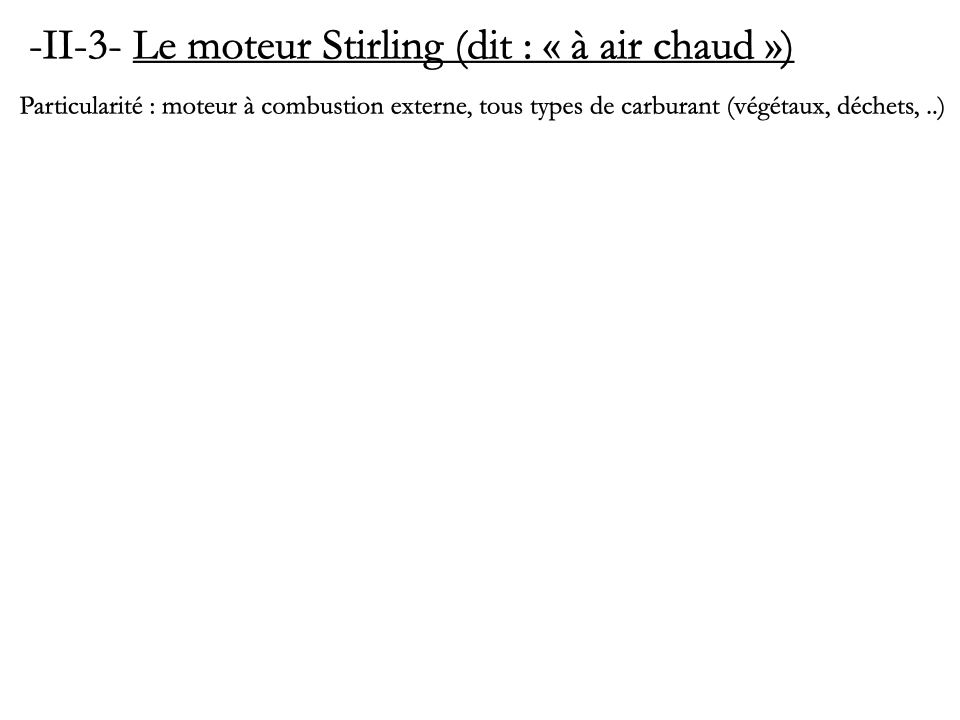 -II-3- Le moteur Stirling (dit : « à air chaud »)
Particularité : moteur à combustion externe, tous types de carburant (végétaux, déchets, ..)